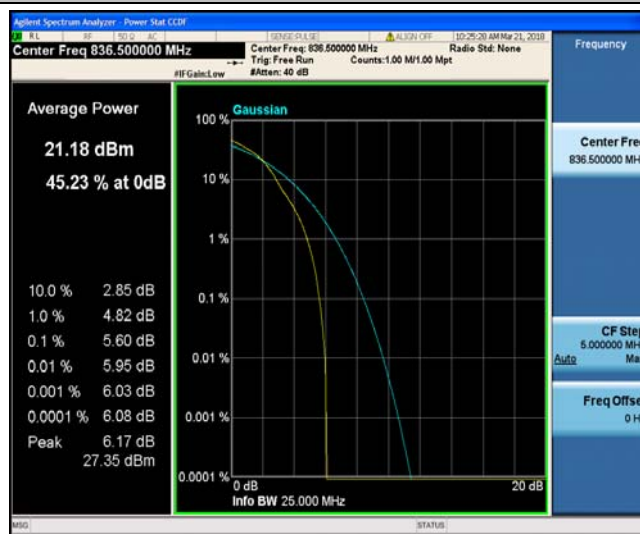 Agilent Spectrum Analyzer - Power Stat CCDF
RL RF 50 Ω AC SENSE:PULSE ALIGN OFF 10:25:20 AM Mar 21, 2018
Center Freq 836.500000 MHz
Center Freq: 836.500000 MHz Radio Std: None
Trig: Free Run Counts:1.00 M/1.00 Mpt
#IFGain:Low #Atten: 40 dB
Frequency
Average Power
21.18 dBm
45.23 % at 0dB
10.0 % 2.85 dB
1.0 % 4.82 dB
0.1 % 5.60 dB
0.01 % 5.95 dB
0.001 % 6.03 dB
0.0001 % 6.08 dB
Peak 6.17 dB
27.35 dBm
Gaussian
100 %
10 %
1 %
0.1 %
0.01 %
0.001 %
0.0001 %
0 dB 20 dB
Info BW 25.000 MHz
Center Fre
836.500000 MH
CF Ste
5.000000 MH
Auto Ma
Freq Offse
0 H
MSG STATUS